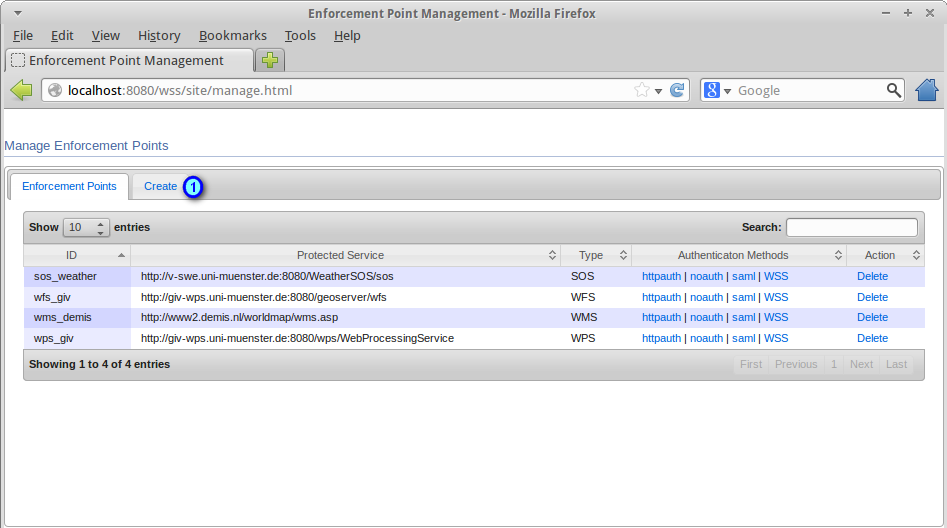 Enforcement Point Management - Mozilla Firefox
File Edit View History Bookmarks Tools Help
Enforcement Point Management
localhost:8080/wss/site/manage.html 8 Google
Manage Enforcement Points
Enforcement Points Create 1
Show 10 entries Search:
ID Protected Service Type Authenticaton Methods Action
sos_weather http://v-swe.uni-muenster.de:8080/WeatherSOS/sos SOS httpauth | noauth | saml | WSS Delete
wfs_giv http://giv-wps.uni-muenster.de:8080/geoserver/wfs WFS httpauth | noauth | saml | WSS Delete
wms_demis http://www2.demis.nl/worldmap/wms.asp WMS httpauth | noauth | saml | WSS Delete
wps_giv http://giv-wps.uni-muenster.de:8080/wps/WebProcessingService WPS httpauth | noauth | saml | WSS Delete
Showing 1 to 4 of 4 entries First Previous 1 Next Last